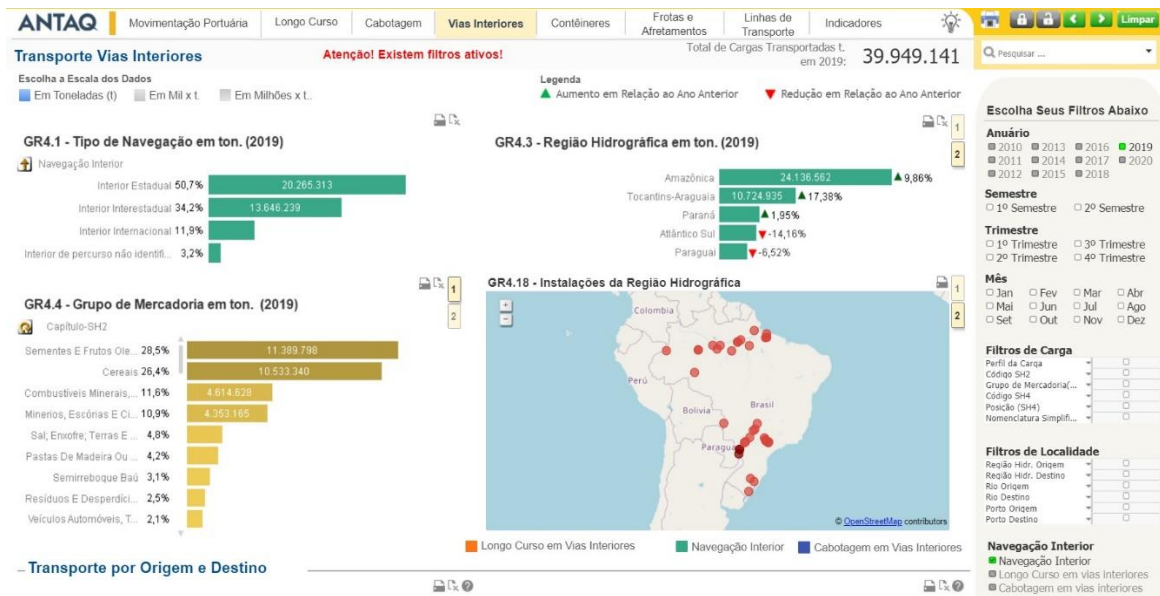 ANTAQ
Movimentação Portuária
Longo Curso
Cabotagem
Vias Interiores
Contêineres
Frotas e
Afretamentos
Linhas de
Transporte
Indicadores
Limpar
Transporte Vias Interiores
Atenção! Existem filtros ativos!
Total de Cargas Transportadas t.
em 2019:
39.949.141
Pesquisar ...
Escolha a Escala dos Dados
Em Toneladas (t)
Em Mil x t.
Em Milhões x t..
Legenda
Aumento em Relação ao Ano Anterior
Redução em Relação ao Ano Anterior
GR4.1 - Tipo de Navegação em ton. (2019)
Navegação Interior
Interior Estadual 50,7% 20.265.313
Interior Interestadual 34,2% 13.646.239
Interior Internacional 11,9%
Interior de percurso não identifi... 3,2%
GR4.3 - Região Hidrográfica em ton. (2019)
1
2
Amazônica 24.136.562 9,86%
Tocantins-Araguaia 10.724.935 17,38%
Paraná 1,95%
Atlântico Sul -14,16%
Paraguai -6,52%
GR4.4 - Grupo de Mercadoria em ton. (2019)
1
2
Capítulo-SH2
Sementes E Frutos Ole... 28,5% 11.389.798
Cereais 26,4% 10.533.340
Combustíveis Minerais,... 11,6% 4.614.628
Minerios, Escórias E Ci... 10,9% 4.353.165
Sal; Enxofre; Terras E ... 4,8%
Pastas De Madeira Ou ... 4,2%
Semirreboque Baú 3,1%
Resíduos E Desperdíci... 2,5%
Veículos Automóveis, T... 2,1%
GR4.18 - Instalações da Região Hidrográfica
1
2
+
-
Colombia
Perú
Brasil
Bolivia
Paragua
© OpenStreetMap contributors
Longo Curso em Vias Interiores
Navegação Interior
Cabotagem em Vias Interiores
Transporte por Origem e Destino
Escolha Seus Filtros Abaixo
Anuário
2010 2013 2016 2019
2011 2014 2017 2020
2012 2015 2018
Semestre
1º Semestre 2º Semestre
Trimestre
1º Trimestre 3º Trimestre
2º Trimestre 4º Trimestre
Mês
Jan Fev Mar Abr
Mai Jun Jul Ago
Set Out Nov Dez
Filtros de Carga
Perfil da Carga
Código SH2
Grupo de Mercadoria(...
Código SH4
Posição (SH4)
Nomenclatura Simplifi...
Filtros de Localidade
Região Hidr. Origem
Região Hidr. Destino
Rio Origem
Rio Destino
Porto Origem
Porto Destino
Navegação Interior
Navegação Interior
Longo Curso em vias interiores
Cabotagem em vias interiores